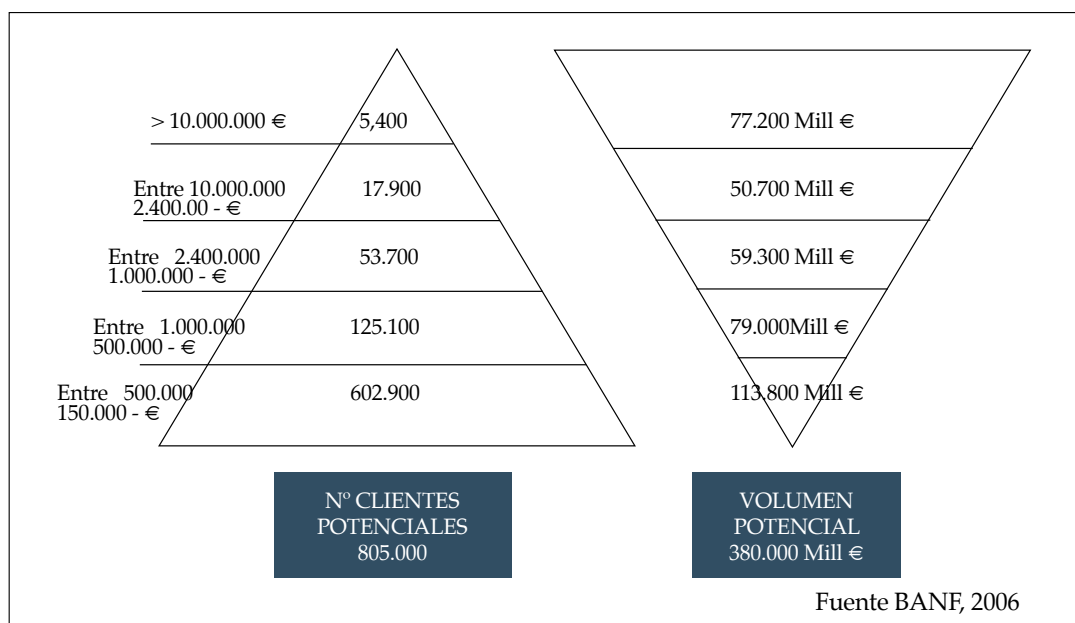 > 10.000.000 € 5,400 77.200 Mill €
Entre 10.000.000 17.900 50.700 Mill €
2.400.00 - €
Entre 2.400.000 53.700 59.300 Mill €
1.000.000 - €
Entre 1.000.000 125.100 79.000Mill €
500.000 - €
Entre 500.000 602.900 113.800 Mill €
150.000 - €
Nº CLIENTES
POTENCIALES
805.000
VOLUMEN
POTENCIAL
380.000 Mill €
Fuente BANF, 2006